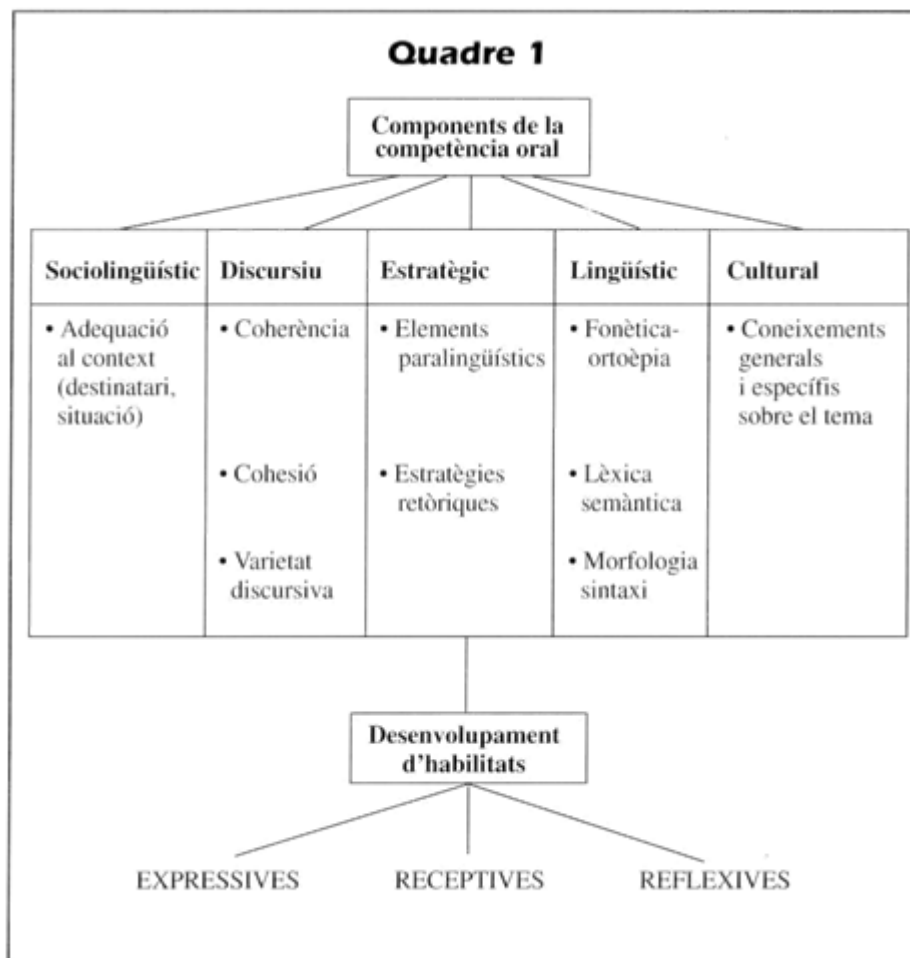 Quadre 1
Components de la
competència oral
Sociolingüístic
• Adequació
al context
(destinatari,
situació)
Discursiu
• Coherència
• Cohesió
• Varietat
discursiva
Estratègic
• Elements
paralingüístics
• Estratègies
retòriques
Lingüístic
• Fonètica-
ortoèpia
• Lèxica
semàntica
• Morfologia
sintaxi
Cultural
• Coneixements
generals
i específis
sobre el tema
Desenvolupament
d'habilitats
EXPRESSIVES
RECEPTIVES
REFLEXIVES